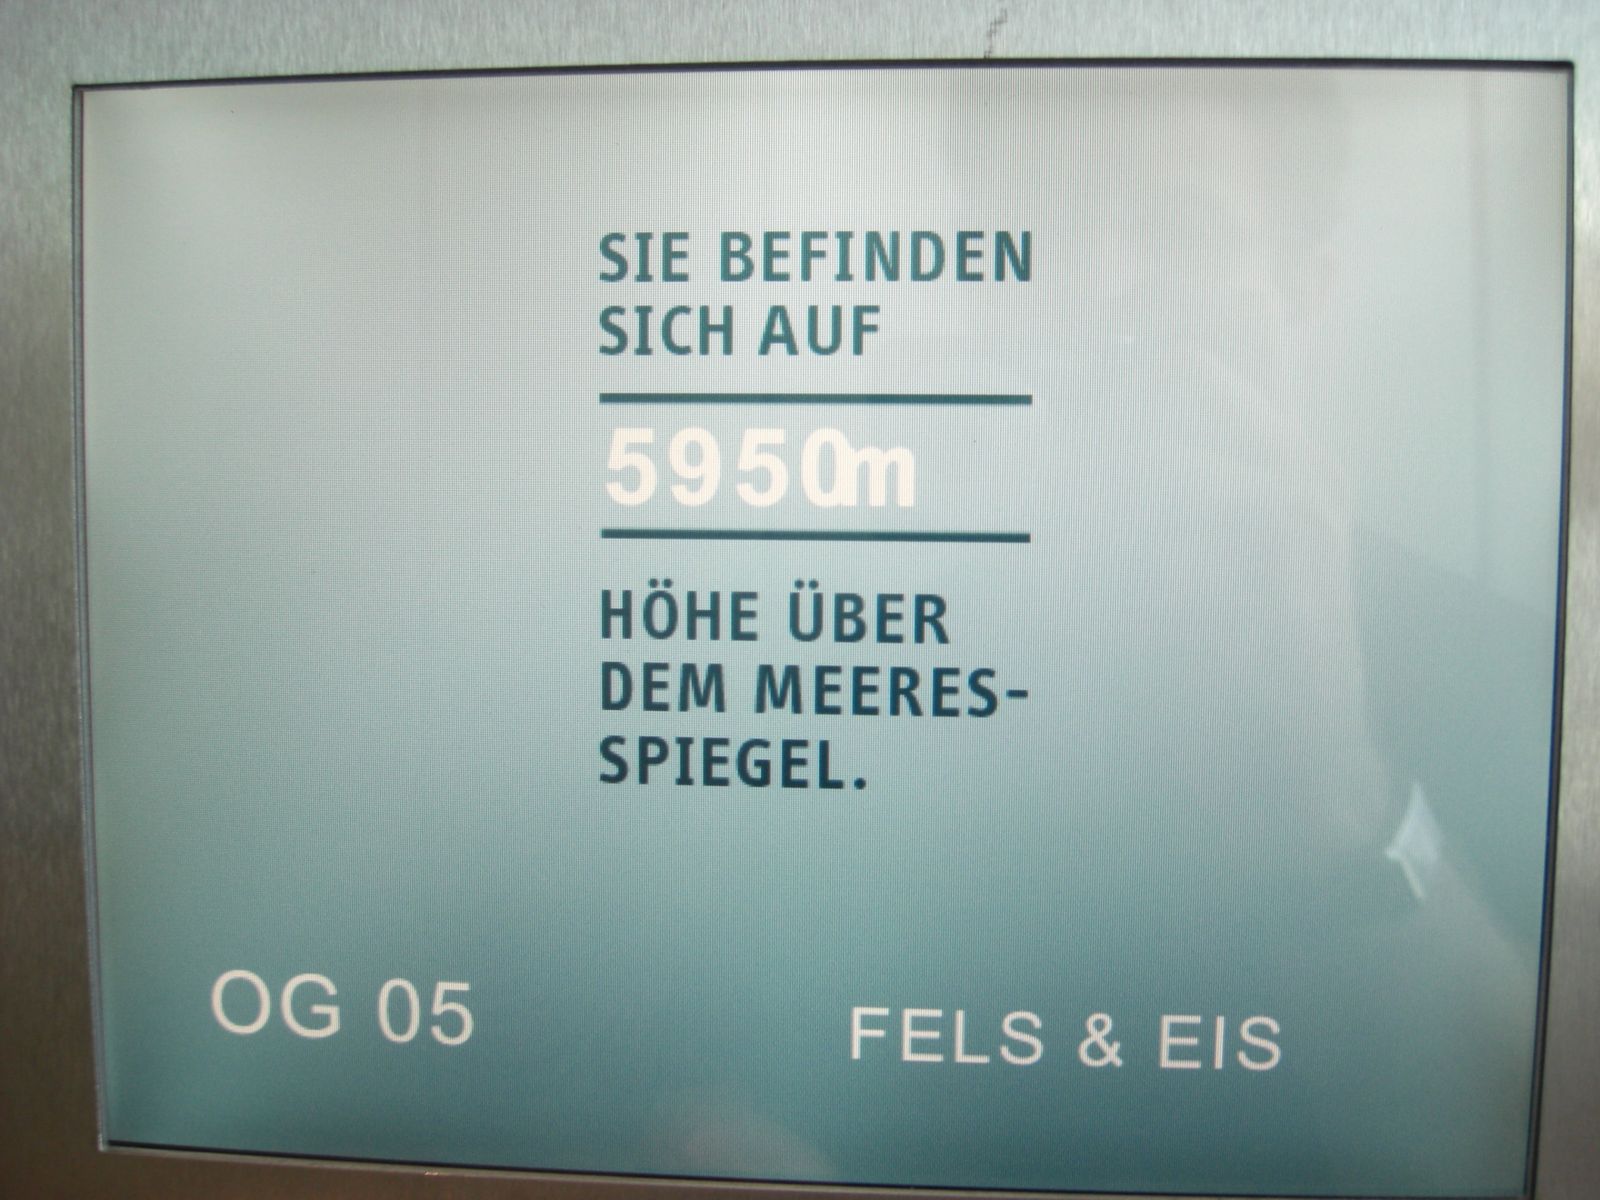 SIE BEFINDEN
SICH AUF
5950m
HÖHE ÜBER
DEM MEERES-
SPIEGEL.
OG 05
FELS & EIS